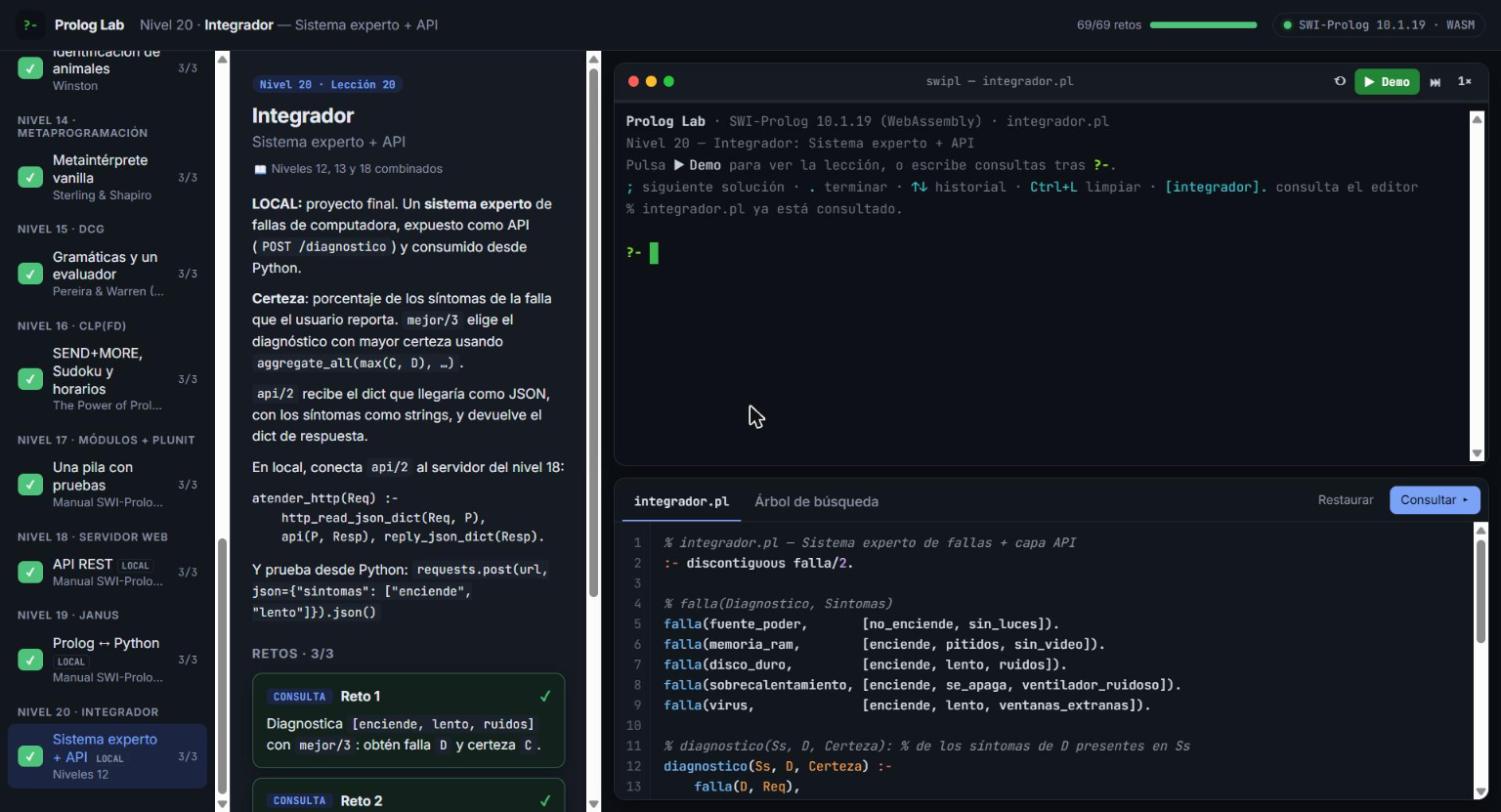 ?- Prolog Lab Nivel 20 · Integrador — Sistema experto + API 69/69 retos SWI-Prolog 10.1.19 · WASM
Identificación de
animales 3/3
Winston
NIVEL 14 ·
METAPROGRAMACIÓN
Metaintérprete
vanilla 3/3
Sterling & Shapiro
NIVEL 15 · DCG
Gramáticas y un
evaluador 3/3
Pereira & Warren (...
NIVEL 16 · CLP(FD)
SEND+MORE,
Sudoku y
horarios 3/3
The Power of Prol...
NIVEL 17 · MÓDULOS + PLUNIT
Una pila con
pruebas 3/3
Manual SWI-Prolo...
NIVEL 18 · SERVIDOR WEB
API REST LOCAL 3/3
Manual SWI-Prolo...
NIVEL 19 · JANUS
Prolog ↔ Python
LOCAL 3/3
Manual SWI-Prolo...
NIVEL 20 · INTEGRADOR
Sistema experto
+ API LOCAL 3/3
Niveles 12
Nivel 20 · Lección 20
Integrador
Sistema experto + API
Niveles 12, 13 y 18 combinados
LOCAL: proyecto final. Un sistema experto de
fallas de computadora, expuesto como API
( POST /diagnostico ) y consumido desde
Python.
Certeza: porcentaje de los síntomas de la falla
que el usuario reporta. mejor/3 elige el
diagnóstico con mayor certeza usando
aggregate_all(max(C, D), …) .
api/2 recibe el dict que llegaría como JSON,
con los síntomas como strings, y devuelve el
dict de respuesta.
En local, conecta api/2 al servidor del nivel 18:
atender_http(Req) :-
http_read_json_dict(Req, P),
api(P, Resp), reply_json_dict(Resp).
Y prueba desde Python: requests.post(url,
json={"sintomas": ["enciende",
"lento"]}).json()
RETOS · 3/3
CONSULTA Reto 1 ✓
Diagnostica [enciende, lento, ruidos]
con mejor/3 : obtén falla D y certeza C .
CONSULTA Reto 2 ✓
swipl — integrador.pl ▶ Demo 1×
Prolog Lab · SWI-Prolog 10.1.19 (WebAssembly) · integrador.pl
Nivel 20 — Integrador: Sistema experto + API
Pulsa ▶ Demo para ver la lección, o escribe consultas tras ?-.
; siguiente solución · . terminar · ↑↓ historial · Ctrl+L limpiar · [integrador]. consulta el editor
% integrador.pl ya está consultado.
?-
integrador.pl Árbol de búsqueda Restaurar Consultar ▸
1 % integrador.pl — Sistema experto de fallas + capa API
2 :- discontiguous falla/2.
3
4 % falla(Diagnostico, Sintomas)
5 falla(fuente_poder, [no_enciende, sin_luces]).
6 falla(memoria_ram, [enciende, pitidos, sin_video]).
7 falla(disco_duro, [enciende, lento, ruidos]).
8 falla(sobrecalentamiento, [enciende, se_apaga, ventilador_ruidoso]).
9 falla(virus, [enciende, lento, ventanas_extranas]).
10
11 % diagnostico(Ss, D, Certeza): % de los síntomas de D presentes en Ss
12 diagnostico(Ss, D, Certeza) :-
13 falla(D, Req),